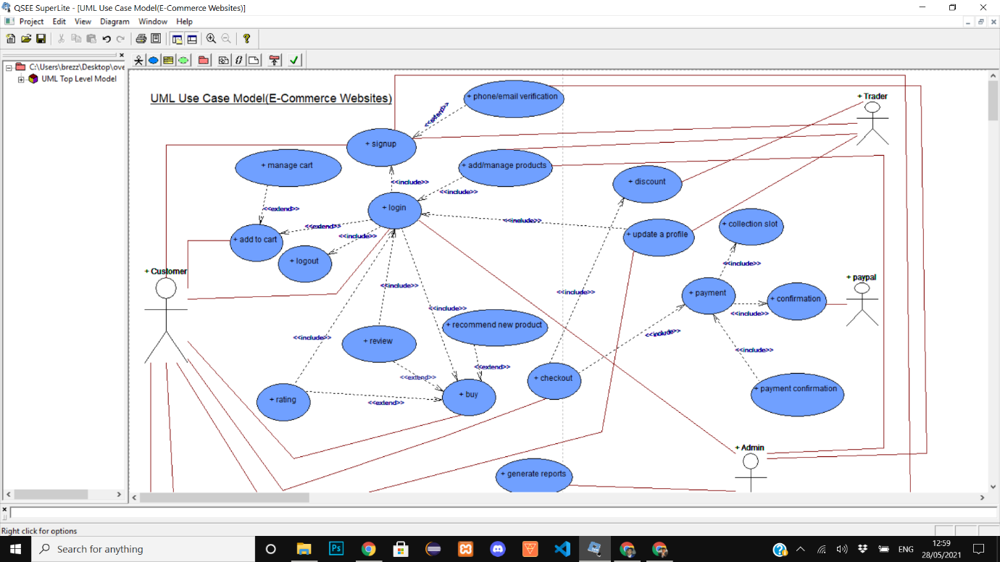 QSEE SuperLite - [UML Use Case Model(E-Commerce Websites)]
Project Edit View Diagram Window Help
C:\Users\brezz\Desktop\ove
UML Top Level Model
UML Use Case Model(E-Commerce Websites)
+ phone/email verification
+ Trader
<<extend>>
+ signup
+ manage cart
+ add/manage products
+ discount
<<include>>
<<include>>
+ login
<<extend>>
<<include>>
+ collection slot
<<extend>>
+ update a profile
+ add to cart
<<include>>
+ logout
<<include>>
+ Customer
+ paypal
<<include>>
<<include>>
+ payment
+ confirmation
<<include>>
<<include>>
+ recommend new product
<<include>>
<<include>>
+ review
<<include>>
<<extend>>
<<extend>>
+ checkout
+ payment confirmation
+ rating
+ buy
<<extend>>
+ Admin
+ generate reports
Right click for options
Search for anything
Ps
ENG
12:59
28/05/2021